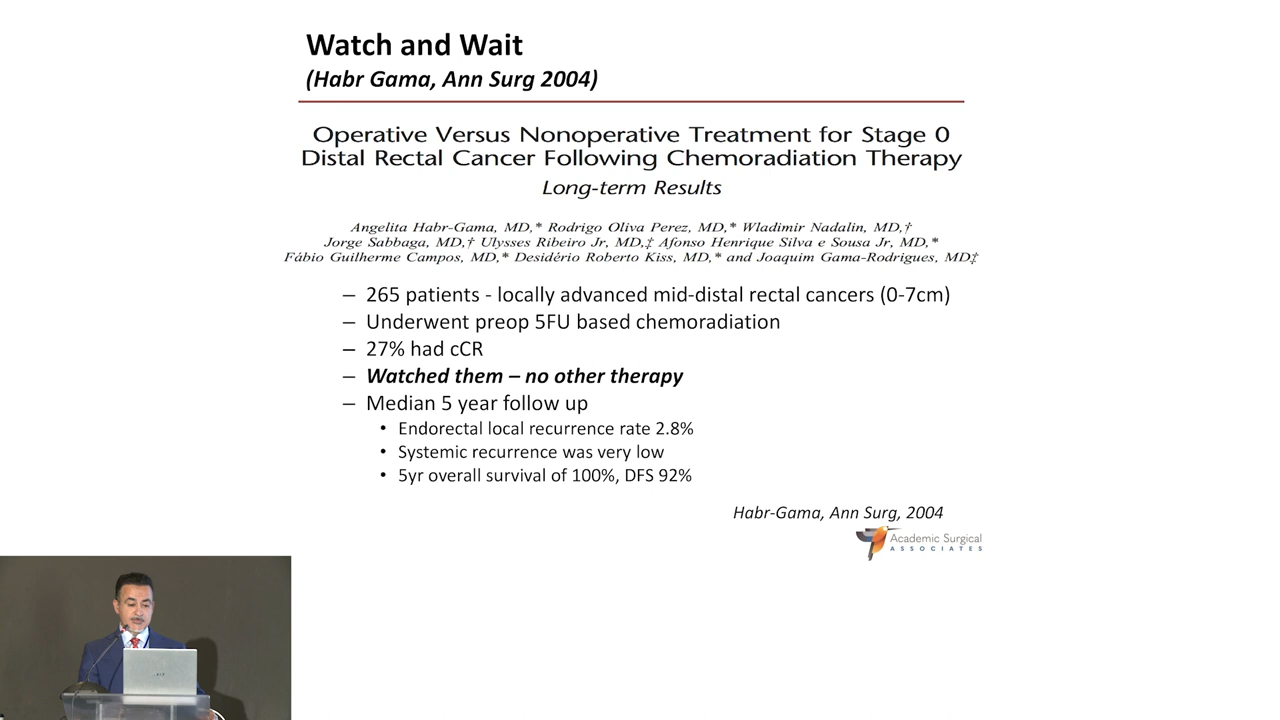 Watch and Wait
(Habr Gama, Ann Surg 2004)
Operative Versus Nonoperative Treatment for Stage 0
Distal Rectal Cancer Following Chemoradiation Therapy
Long-term Results
Angelita Habr-Gama, MD,* Rodrigo Oliva Perez, MD,* Wladimir Nadalin, MD,†
Jorge Sabbaga, MD,† Ulysses Ribeiro Jr, MD,‡ Afonso Henrique Silva e Sousa Jr, MD,*
Fábio Guilherme Campos, MD,* Desidério Roberto Kiss, MD,* and Joaquim Gama-Rodrigues, MD‡
– 265 patients - locally advanced mid-distal rectal cancers (0-7cm)
– Underwent preop 5FU based chemoradiation
– 27% had cCR
– Watched them – no other therapy
– Median 5 year follow up
• Endorectal local recurrence rate 2.8%
• Systemic recurrence was very low
• 5yr overall survival of 100%, DFS 92%
Habr-Gama, Ann Surg, 2004
Academic Surgical
ASSOCIATES